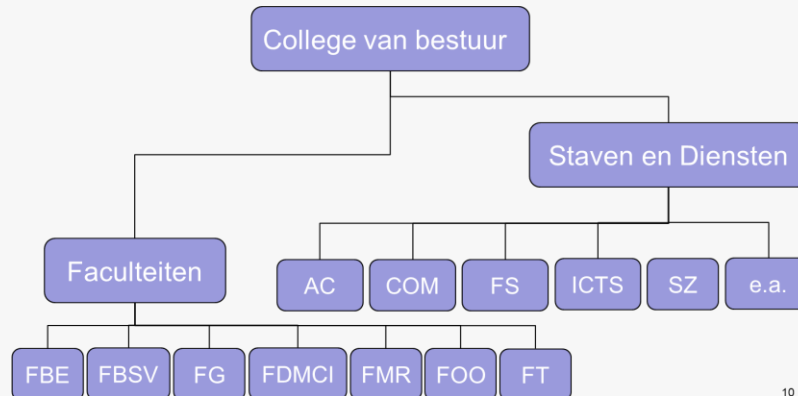 College van bestuur
Staven en Diensten
Faculteiten
AC
COM
FS
ICTS
SZ
e.a.
FBE
FBSV
FG
FDMCI
FMR
FOO
FT
10